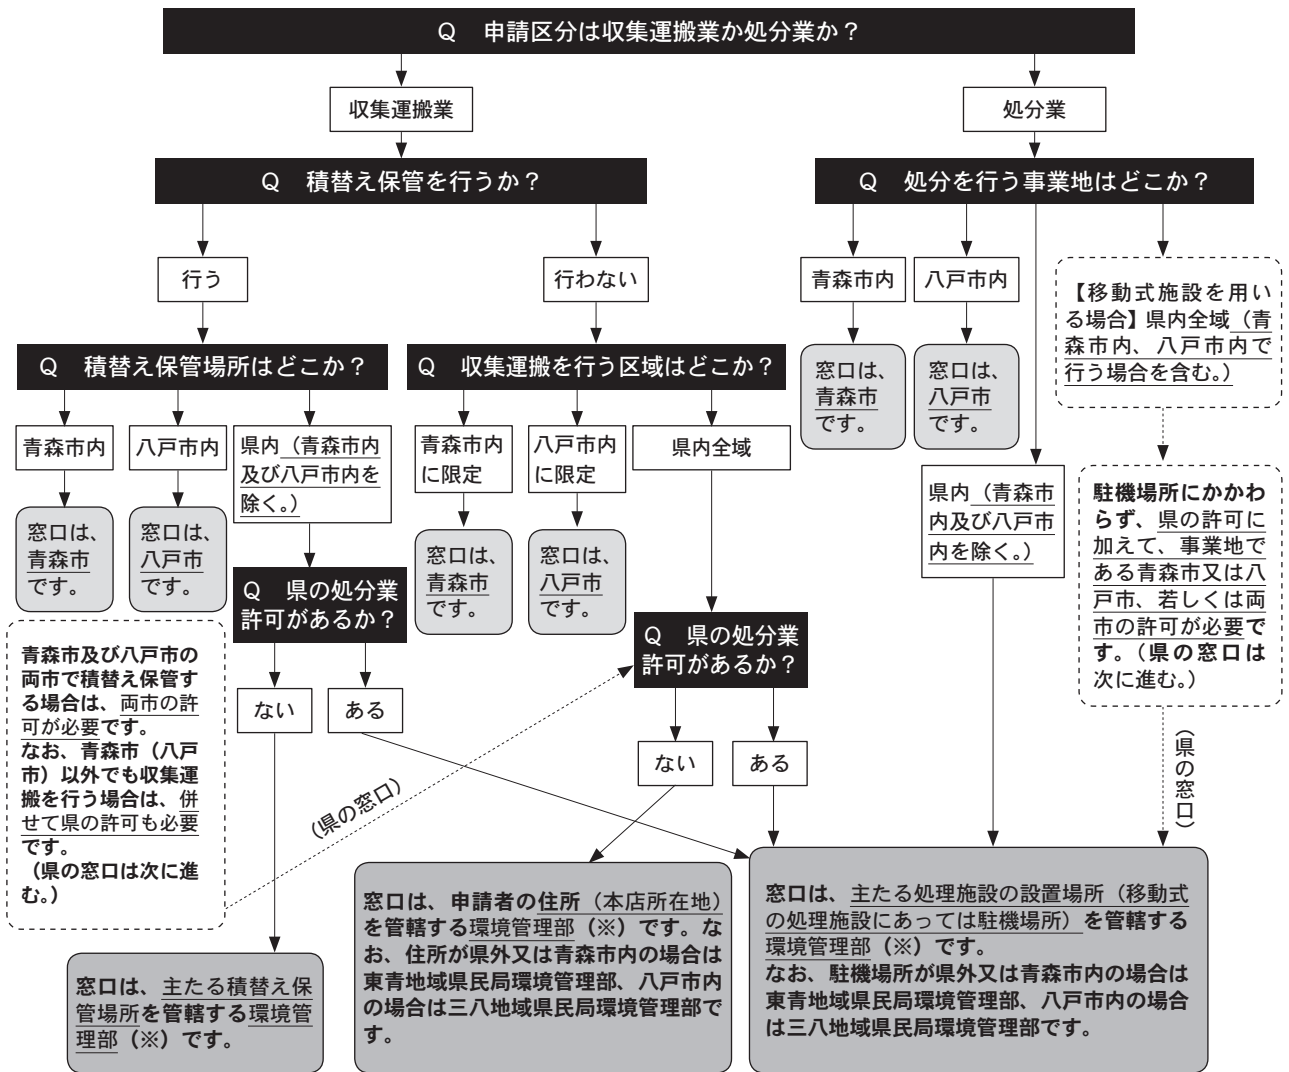 Q　申請区分は収集運搬業か処分業か？
収集運搬業
処分業
Q　積替え保管を行うか？
Q　処分を行う事業地はどこか？
行う
行わない
青森市内
八戸市内
【移動式施設を用い
る場合】県内全域（青
森市内、八戸市内で
行う場合を含む。）
Q　積替え保管場所はどこか？
Q　収集運搬を行う区域はどこか？
窓口は、
青森市
です。
窓口は、
八戸市
です。
青森市内
八戸市内
県内（青森市内
及び八戸市内を
除く。）
青森市内
に限定
八戸市内
に限定
県内全域
県内（青森市
内及び八戸市
内を除く。）
駐機場所にかかわ
らず、県の許可に
加えて、事業地で
ある青森市又は八
戸市、若しくは両
市の許可が必要で
す。（県の窓口は
次に進む。）
窓口は、
青森市
です。
窓口は、
八戸市
です。
Q　県の処分業
許可があるか？
窓口は、
青森市
です。
窓口は、
八戸市
です。
Q　県の処分業
許可があるか？
青森市及び八戸市の
両市で積替え保管す
る場合は、両市の許
可が必要です。
なお、青森市（八戸
市）以外でも収集運
搬を行う場合は、併
せて県の許可も必要
です。
（県の窓口は次に進
む。）
ない
ある
ない
ある
（県の窓口）
（県の窓口）
窓口は、主たる積替え保
管場所を管轄する環境管
理部（※）です。
窓口は、申請者の住所（本店所在地）
を管轄する環境管理部（※）です。な
お、住所が県外又は青森市内の場合は
東青地域県民局環境管理部、八戸市内
の場合は三八地域県民局環境管理部で
す。
窓口は、主たる処理施設の設置場所（移動式
の処理施設にあっては駐機場所）を管轄する
環境管理部（※）です。
なお、駐機場所が県外又は青森市内の場合は
東青地域県民局環境管理部、八戸市内の場合
は三八地域県民局環境管理部です。